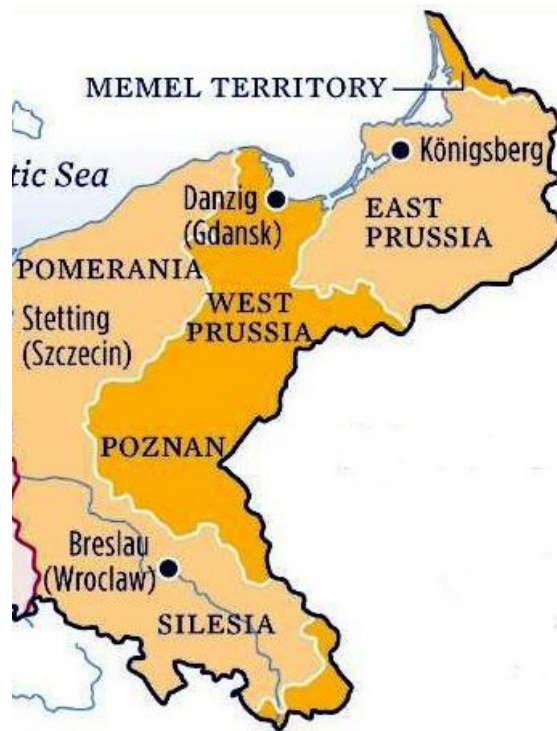 MEMEL TERRITORY
Königsberg
tic Sea
Danzig
(Gdansk)
EAST
PRUSSIA
POMERANIA
WEST
PRUSSIA
Stetting
(Szczecin)
POZNAN
Breslau
(Wroclaw)
SILESIA